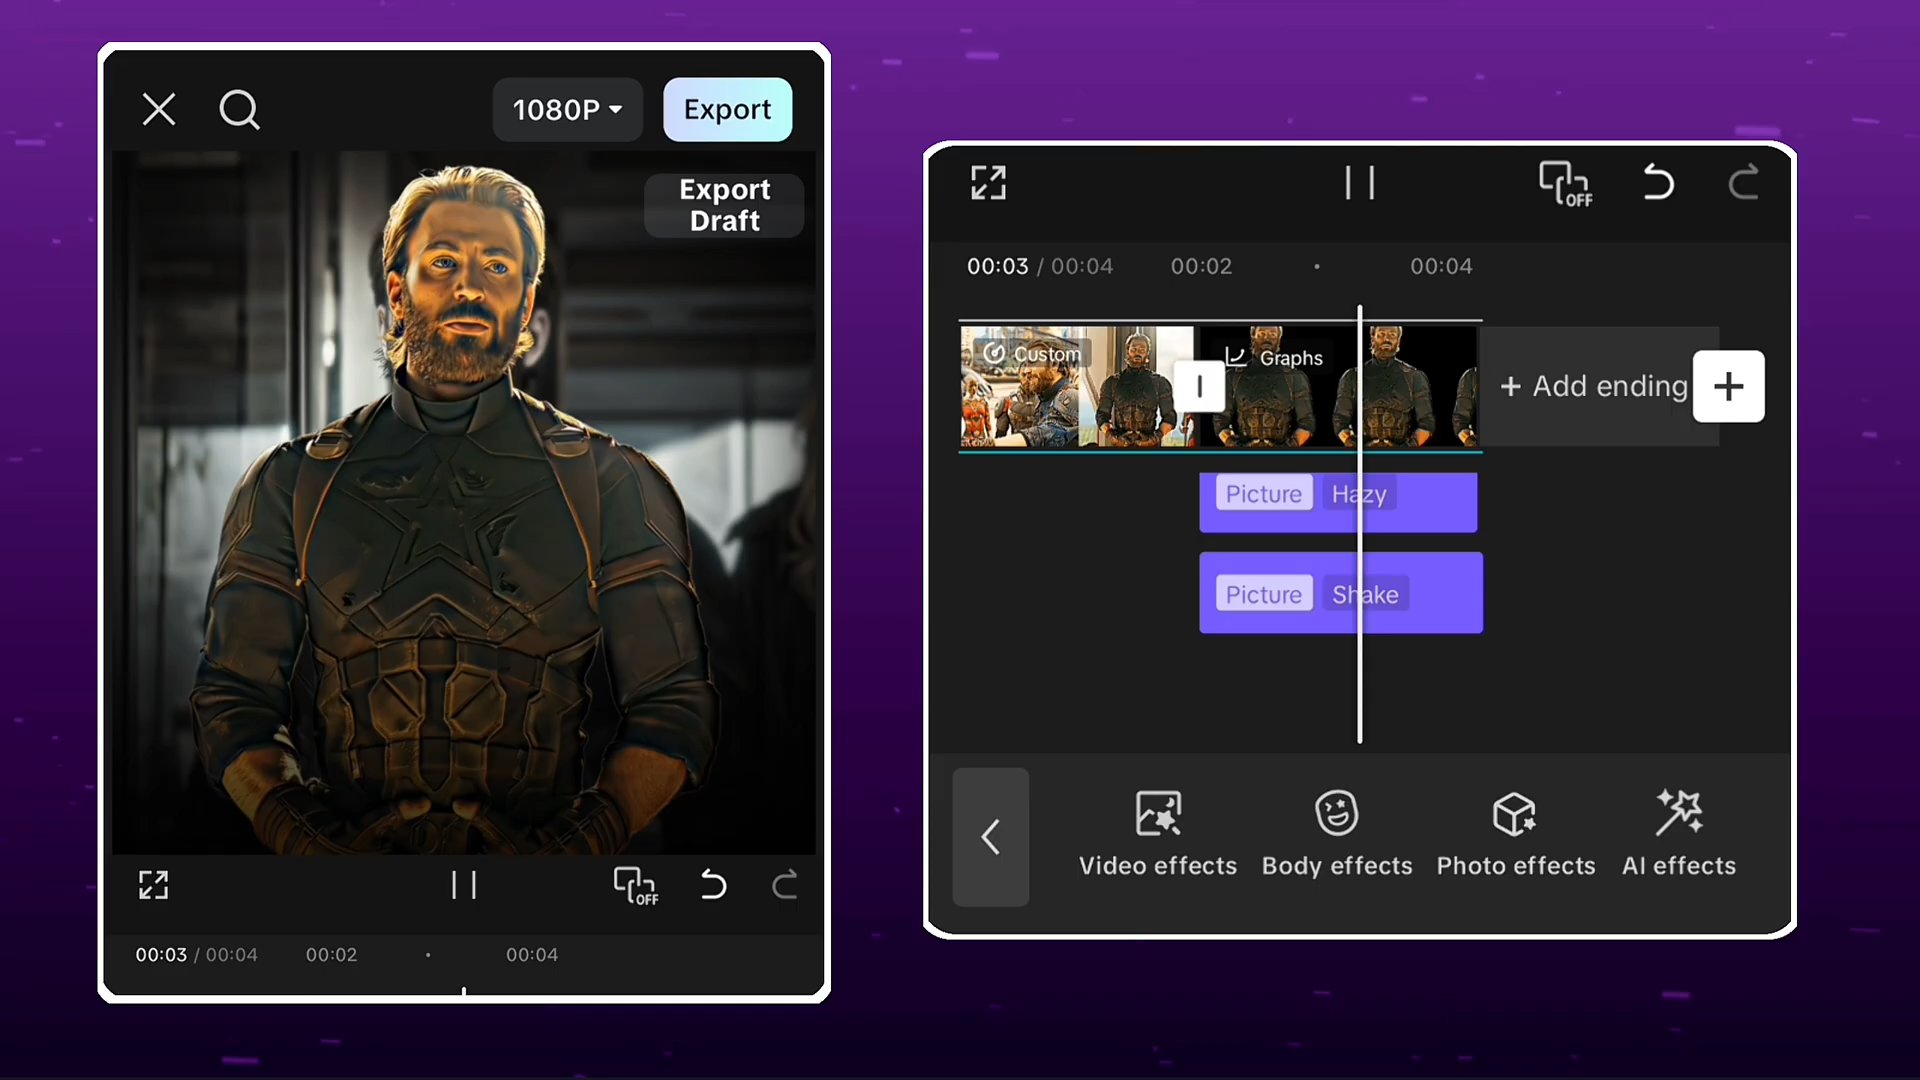 1080P
Export
Export
Draft
OFF
00:03 / 00:04
00:02
00:04
OFF
00:03 / 00:04
00:02
00:04
Custom
Graphs
+ Add ending
+
Picture
Hazy
Picture
Shake
Video effects
Body effects
Photo effects
AI effects